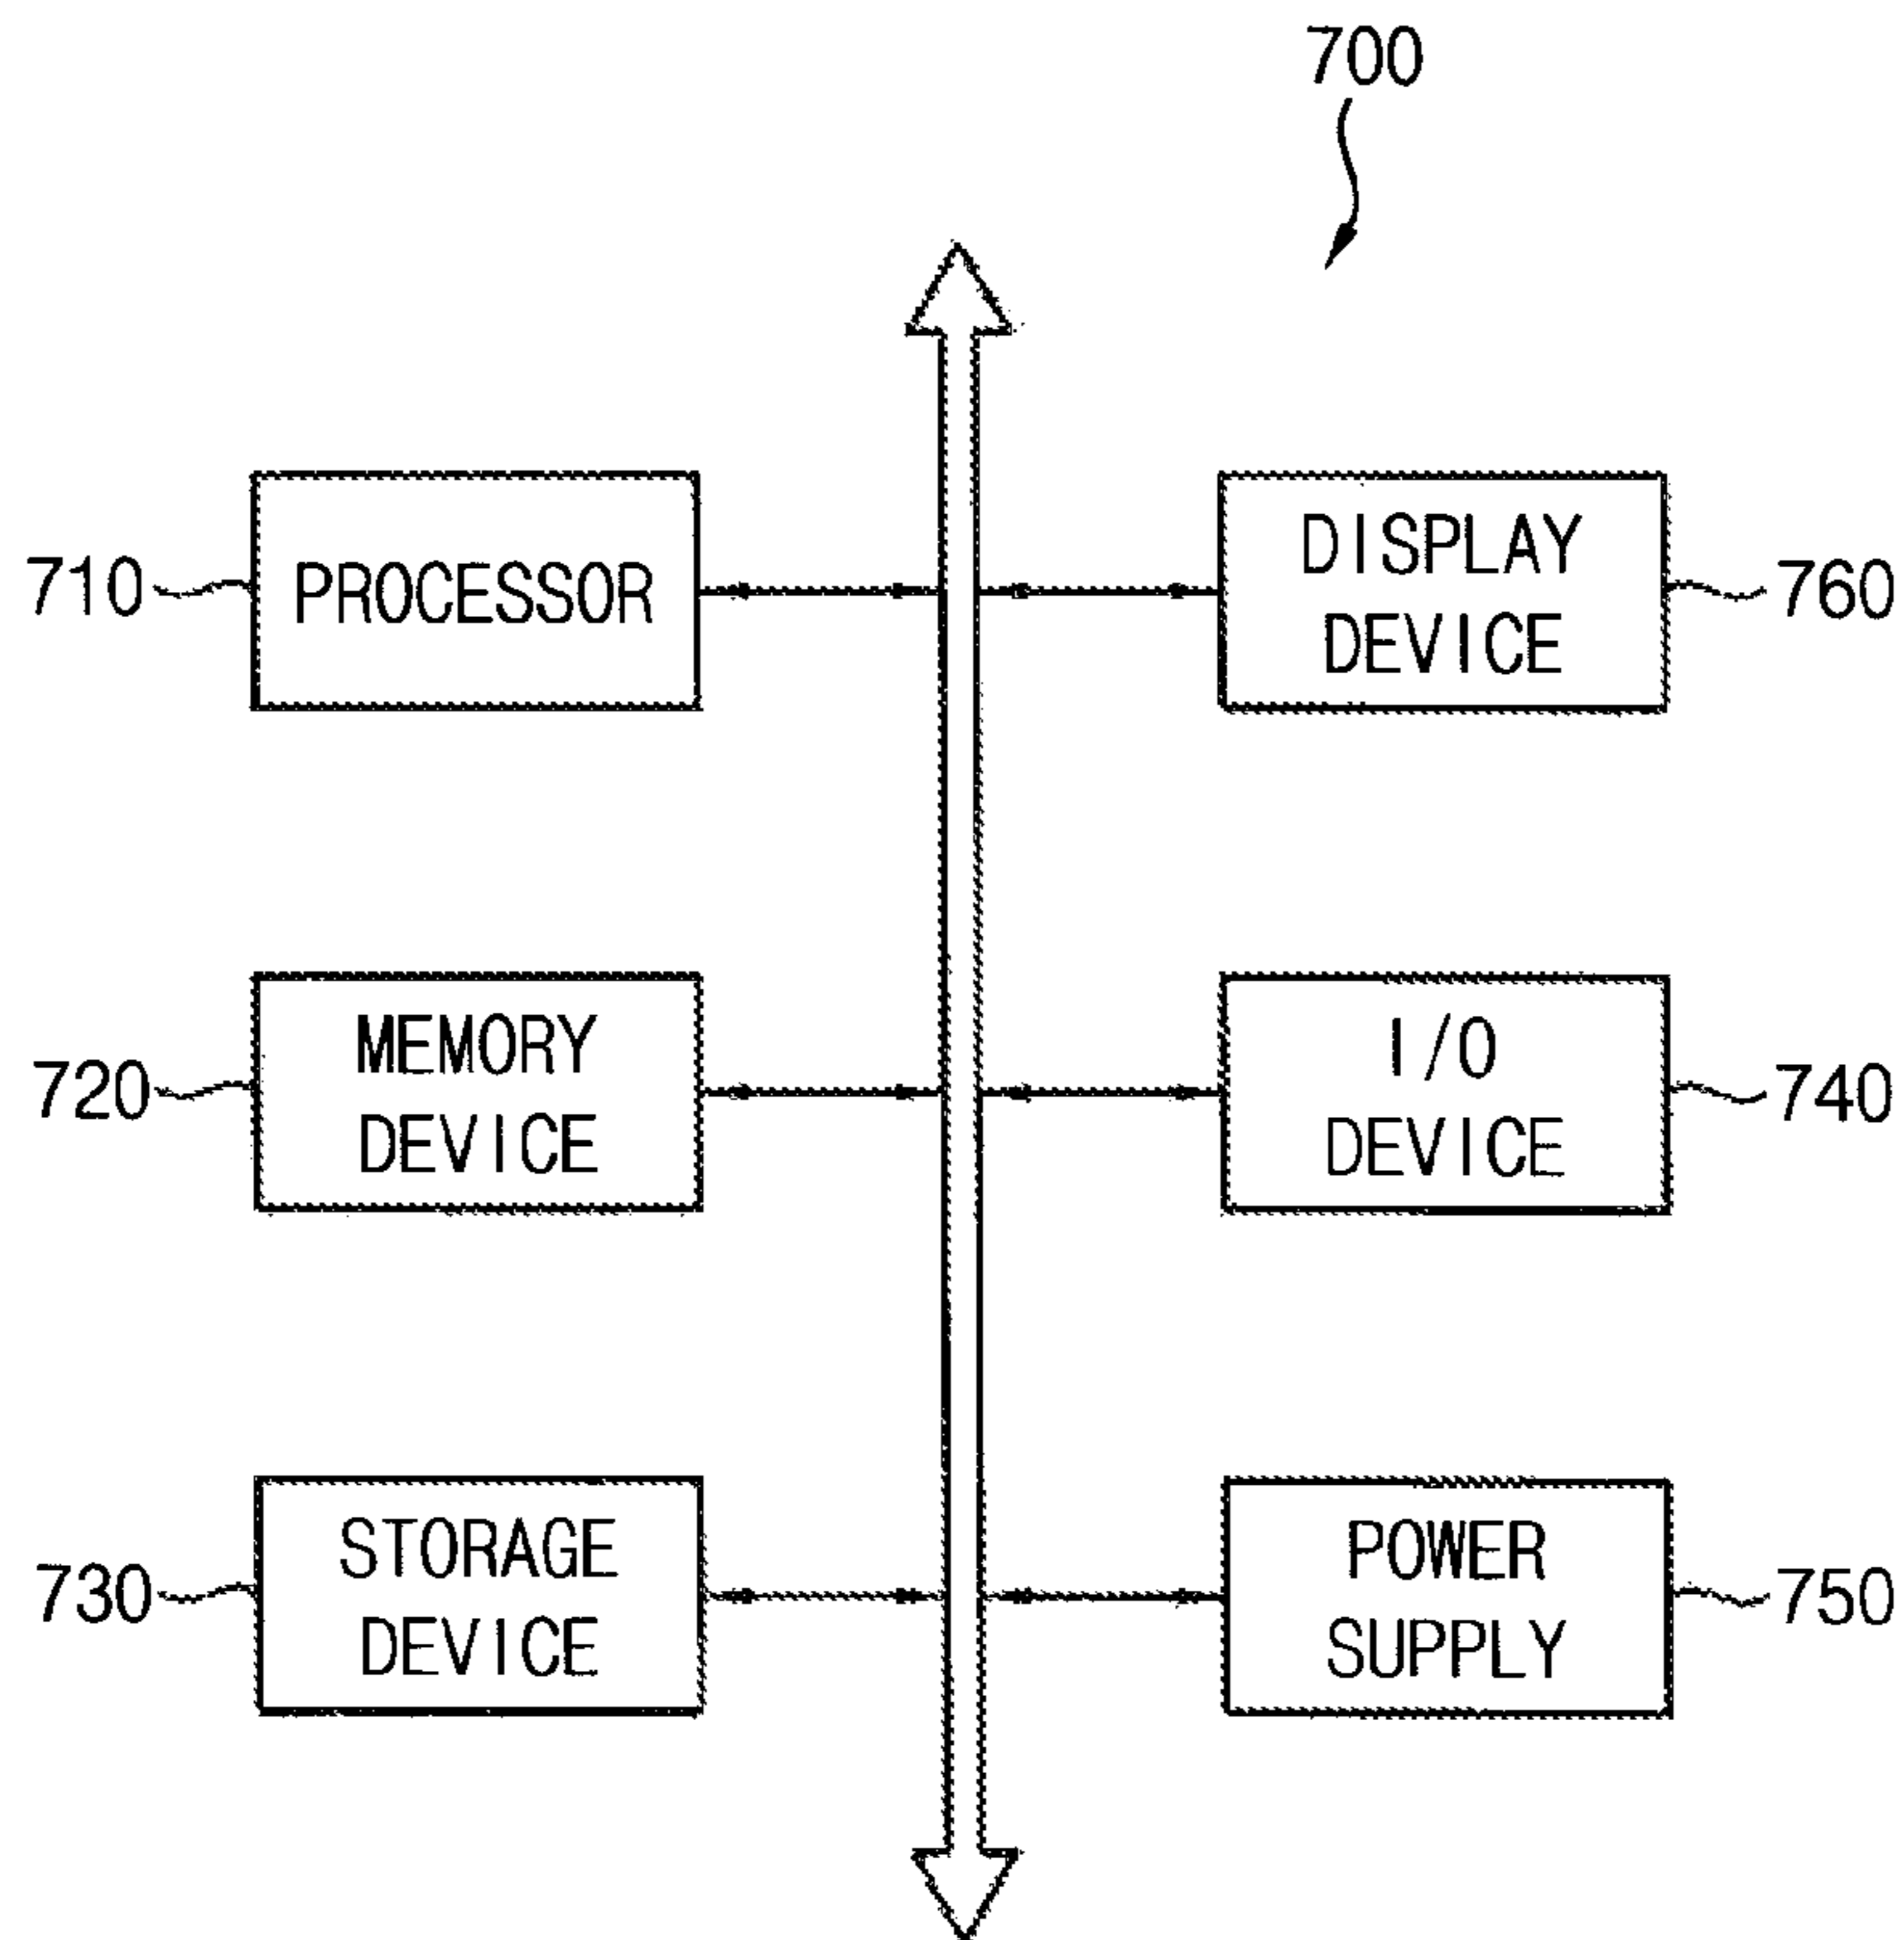 700
710
PROCESSOR
DISPLAY
DEVICE
760
720
MEMORY
DEVICE
I/O
DEVICE
740
730
STORAGE
DEVICE
POWER
SUPPLY
750